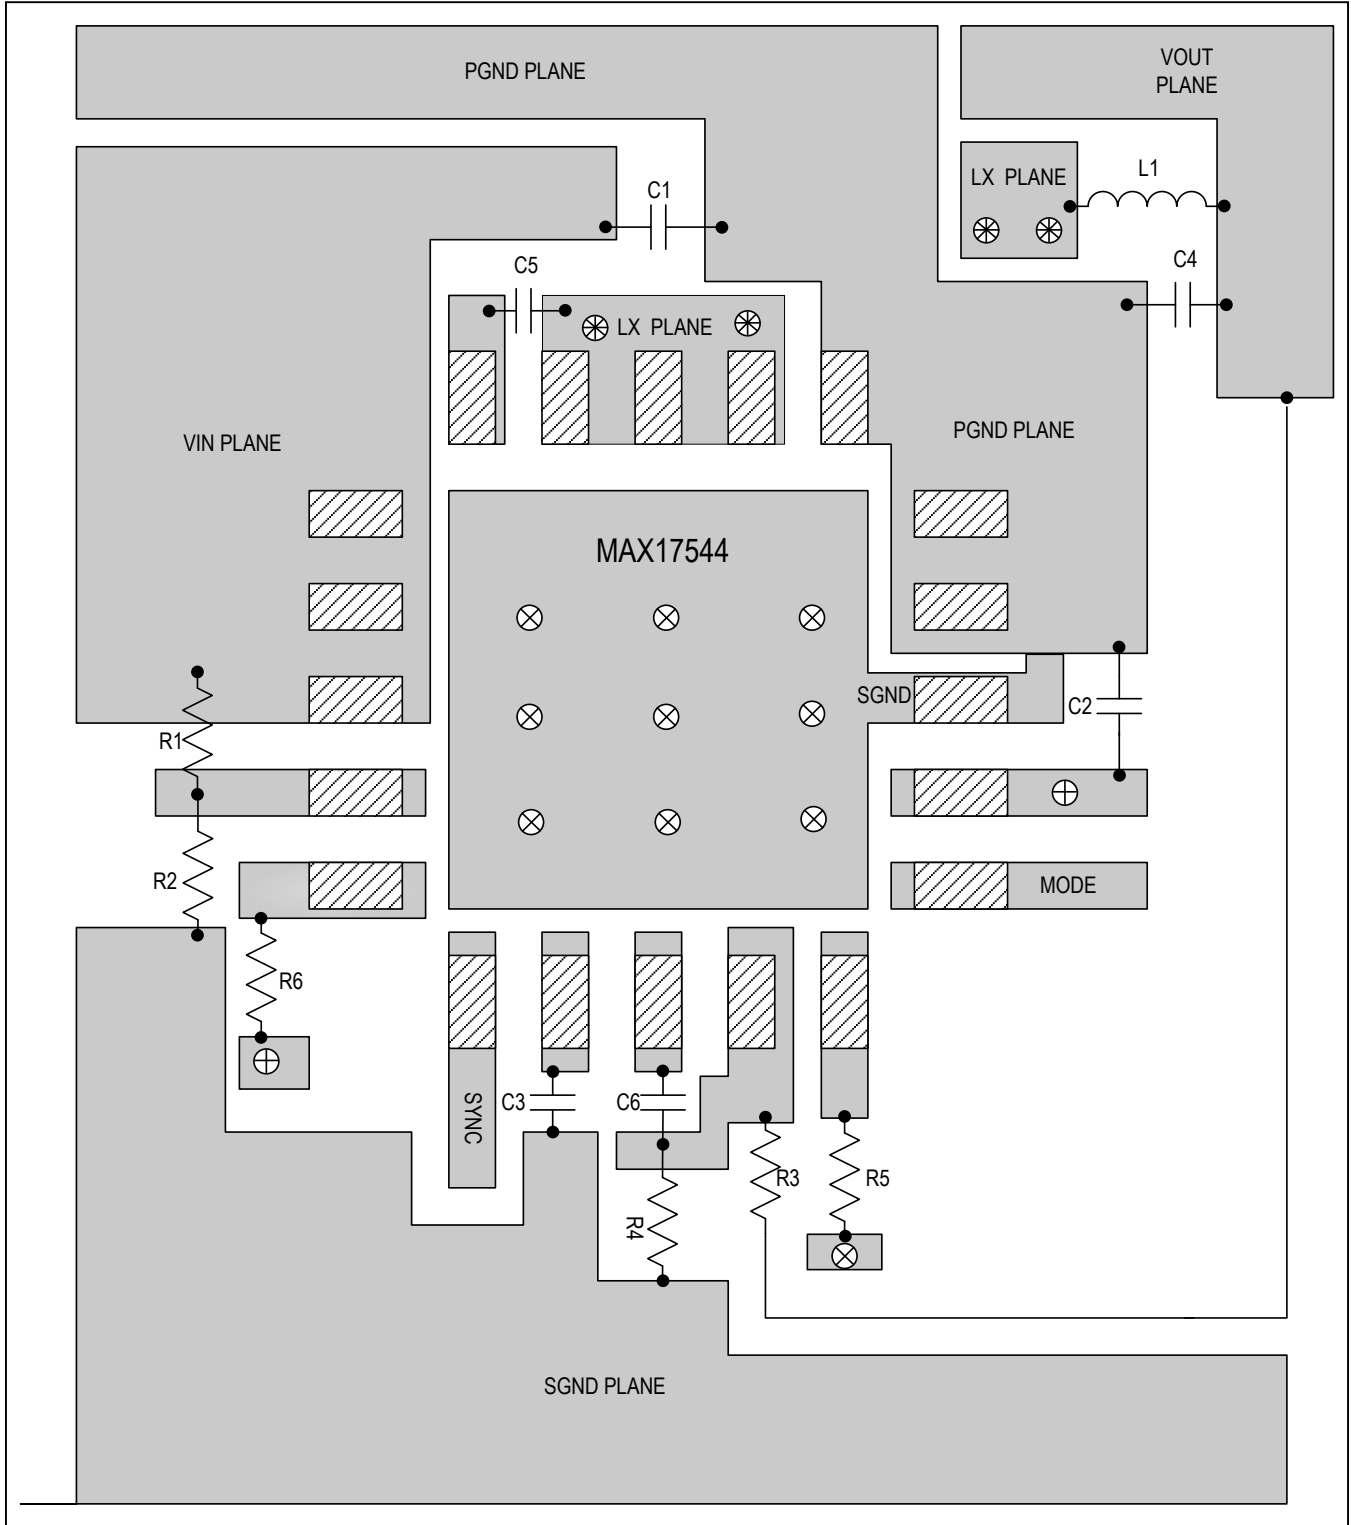 PGND PLANE
VOUT
PLANE
C1
LX PLANE
L1
C5
C4
LX PLANE
VIN PLANE
PGND PLANE
MAX17544
SGND
C2
R1
R2
MODE
R6
SYNC
C3
C6
R3
R5
R4
SGND PLANE